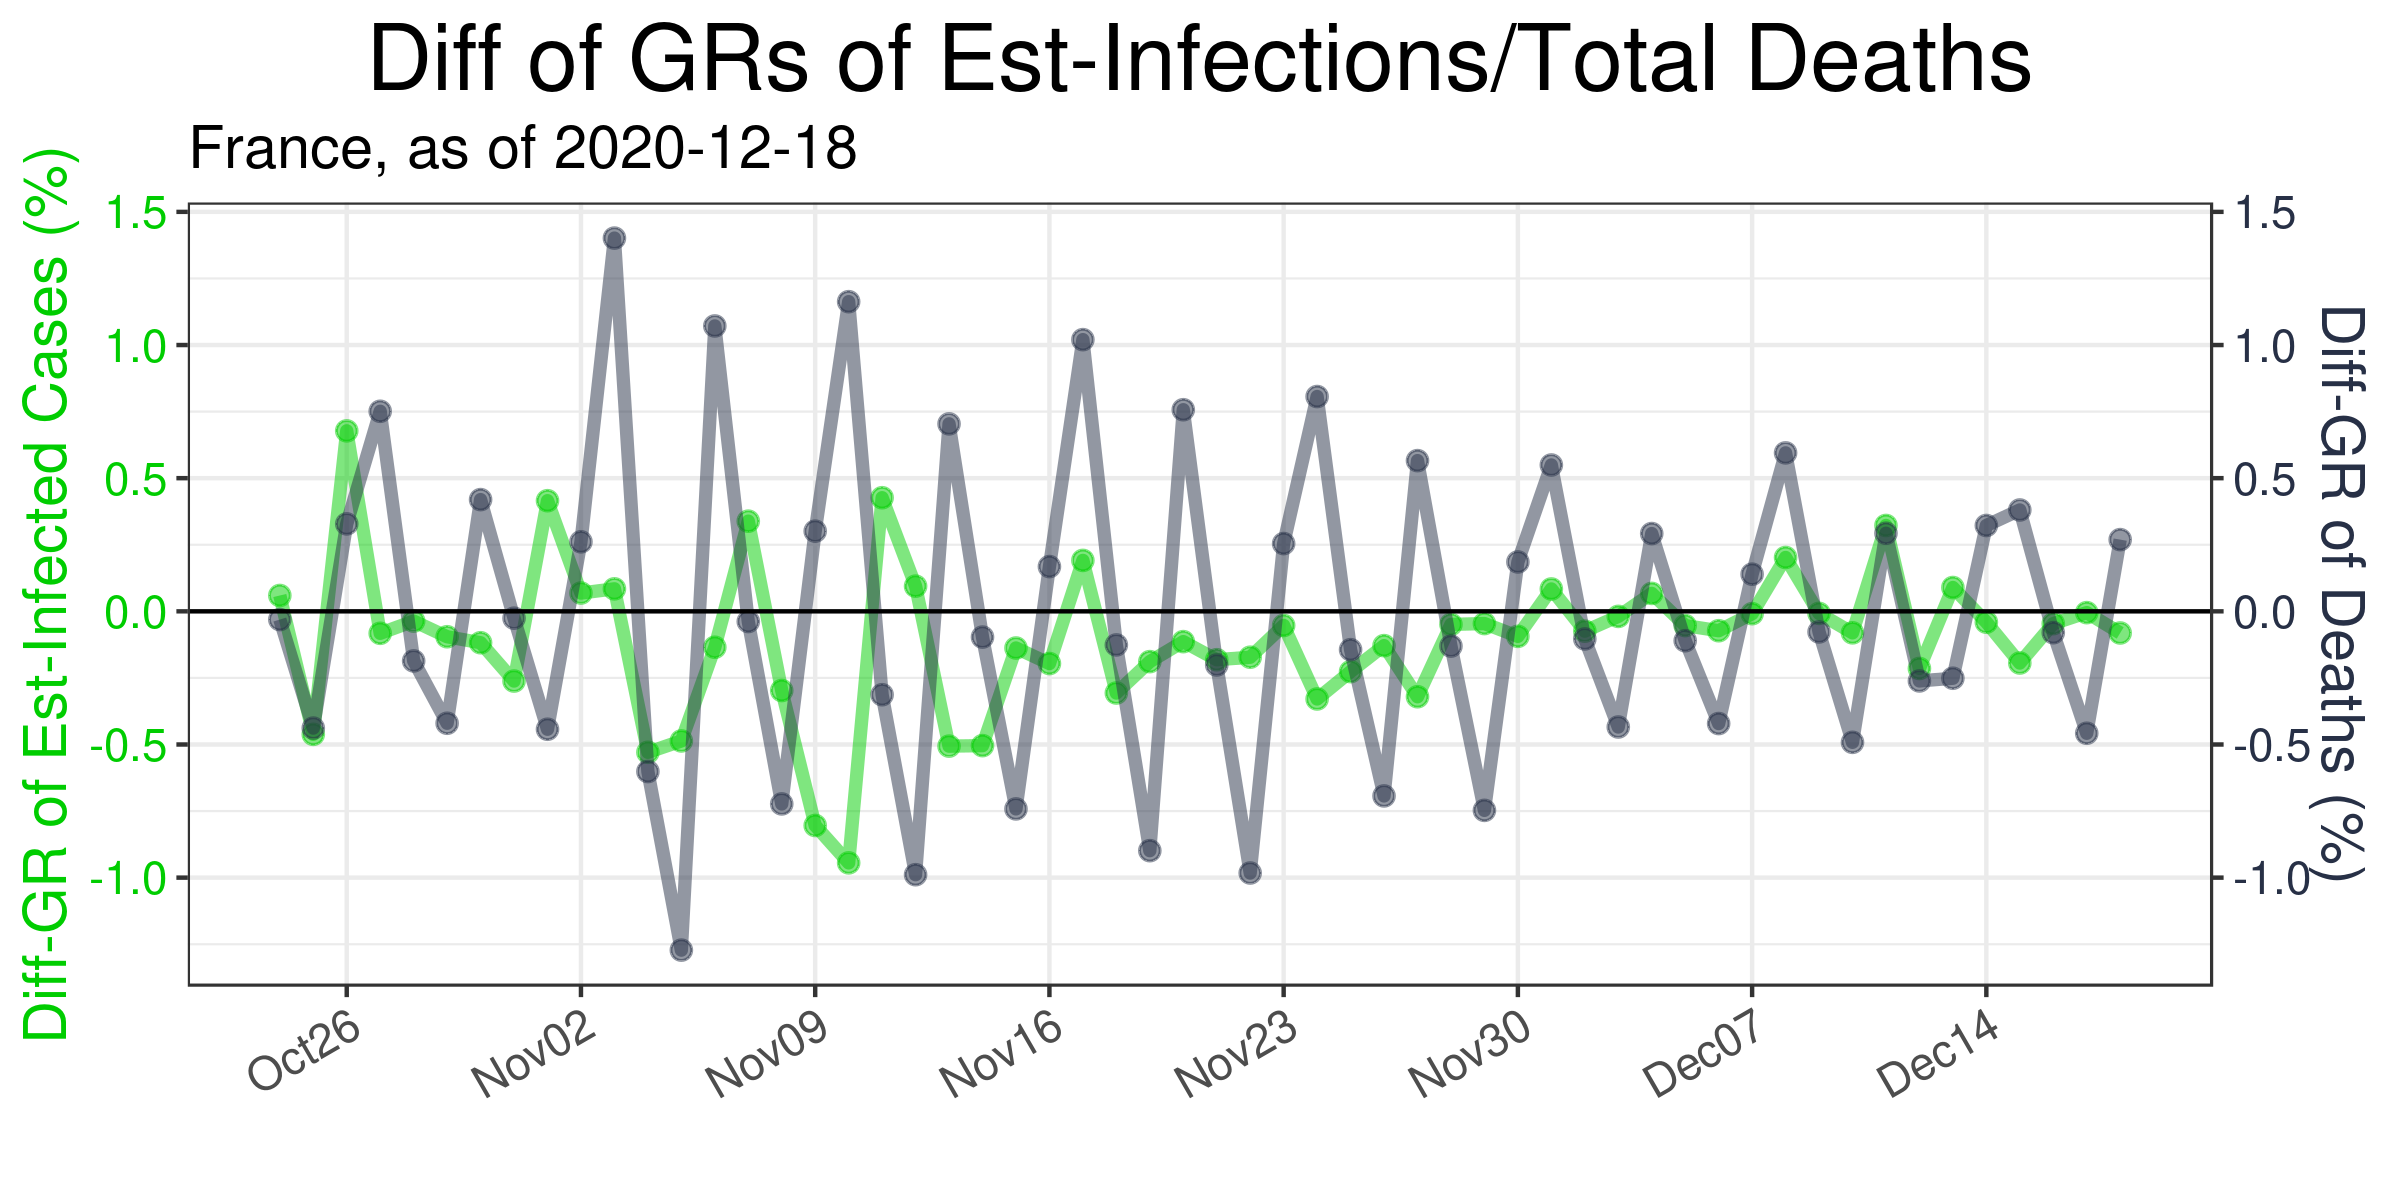 Diff of GRs of Est-Infections/Total Deaths
France, as of 2020-12-18
Diff-GR of Est-Infected Cases (%)
1.5
1.0
0.5
0.0
-0.5
-1.0
1.5
1.0
0.5
0.0
-0.5
-1.0
Diff-GR of Deaths (%)
Oct26
Nov02
Nov09
Nov16
Nov23
Nov30
Dec07
Dec14